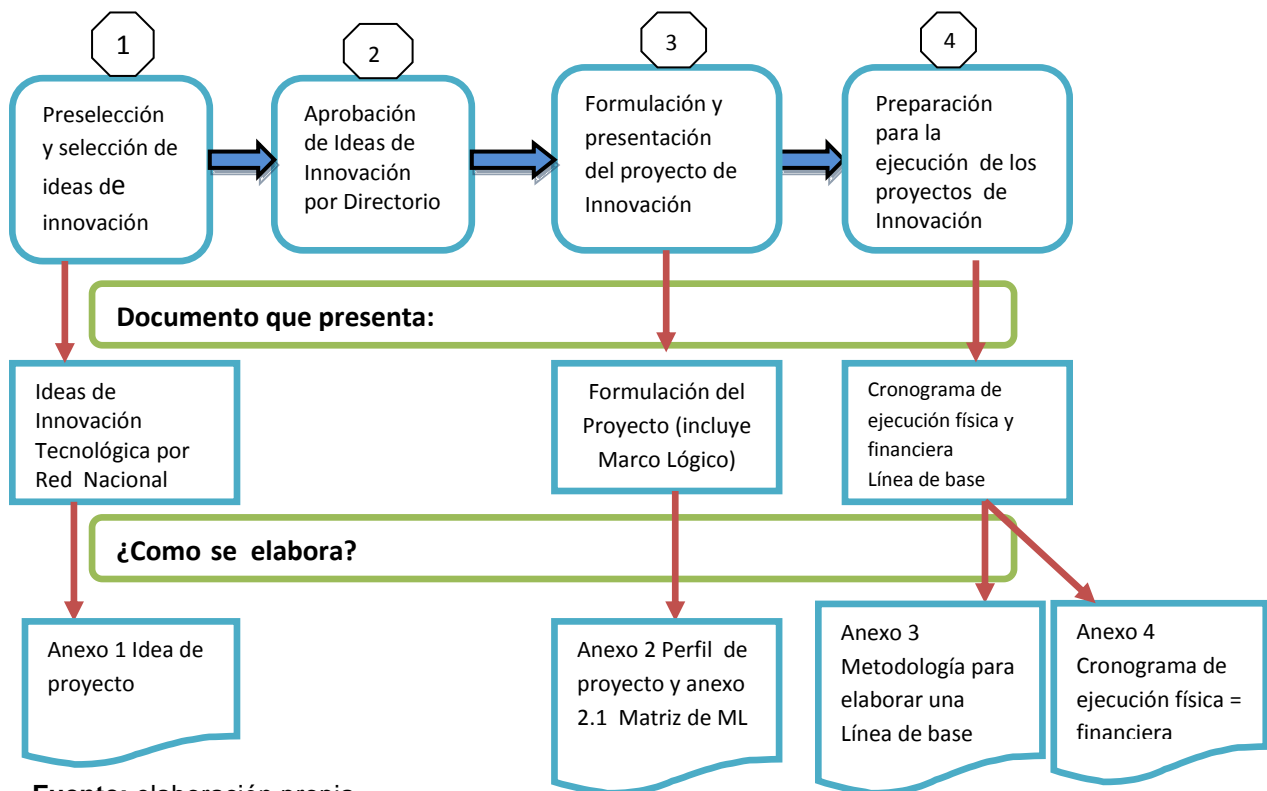 1
2
3
4
Preselección
y selección de
ideas de
innovación
Aprobación
de Ideas de
Innovación
por Directorio
Formulación y
presentación
del proyecto de
Innovación
Preparación
para la
ejecución de los
proyectos de
Innovación
Documento que presenta:
Ideas de
Innovación
Tecnológica por
Red Nacional
Formulación del
Proyecto (incluye
Marco Lógico)
Cronograma de
ejecución física y
financiera
Línea de base
¿Como se elabora?
Anexo 1 Idea de
proyecto
Anexo 2 Perfil de
proyecto y anexo
2.1 Matriz de ML
Anexo 3
Metodología para
elaborar una
Línea de base
Anexo 4
Cronograma de
ejecución física =
financiera
Fuente: elaboración propia